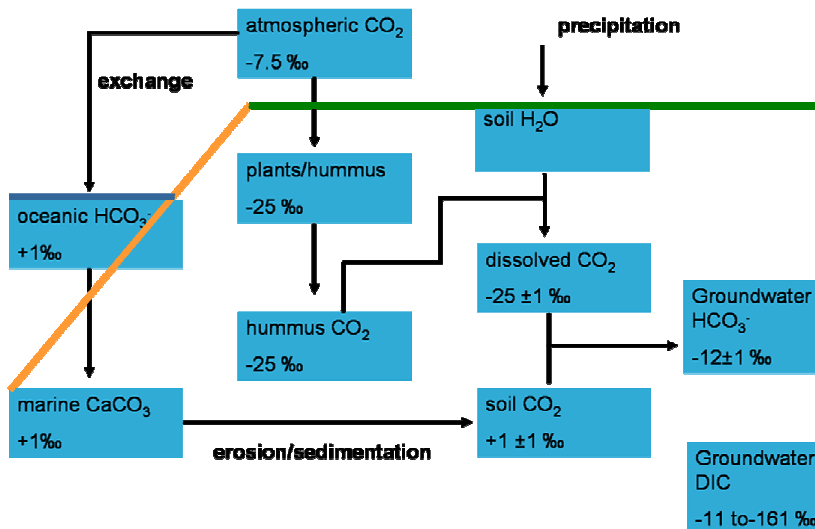 atmospheric CO₂
-7.5 ‰
precipitation
exchange
soil H₂O
plants/hummus
-25 ‰
oceanic HCO₃⁻
+1‰
dissolved CO₂
-25 ±1 ‰
Groundwater
HCO₃⁻
-12±1 ‰
hummus CO₂
-25 ‰
marine CaCO₃
+1‰
soil CO₂
+1 ±1 ‰
erosion/sedimentation
Groundwater
DIC
-11 to-161 ‰